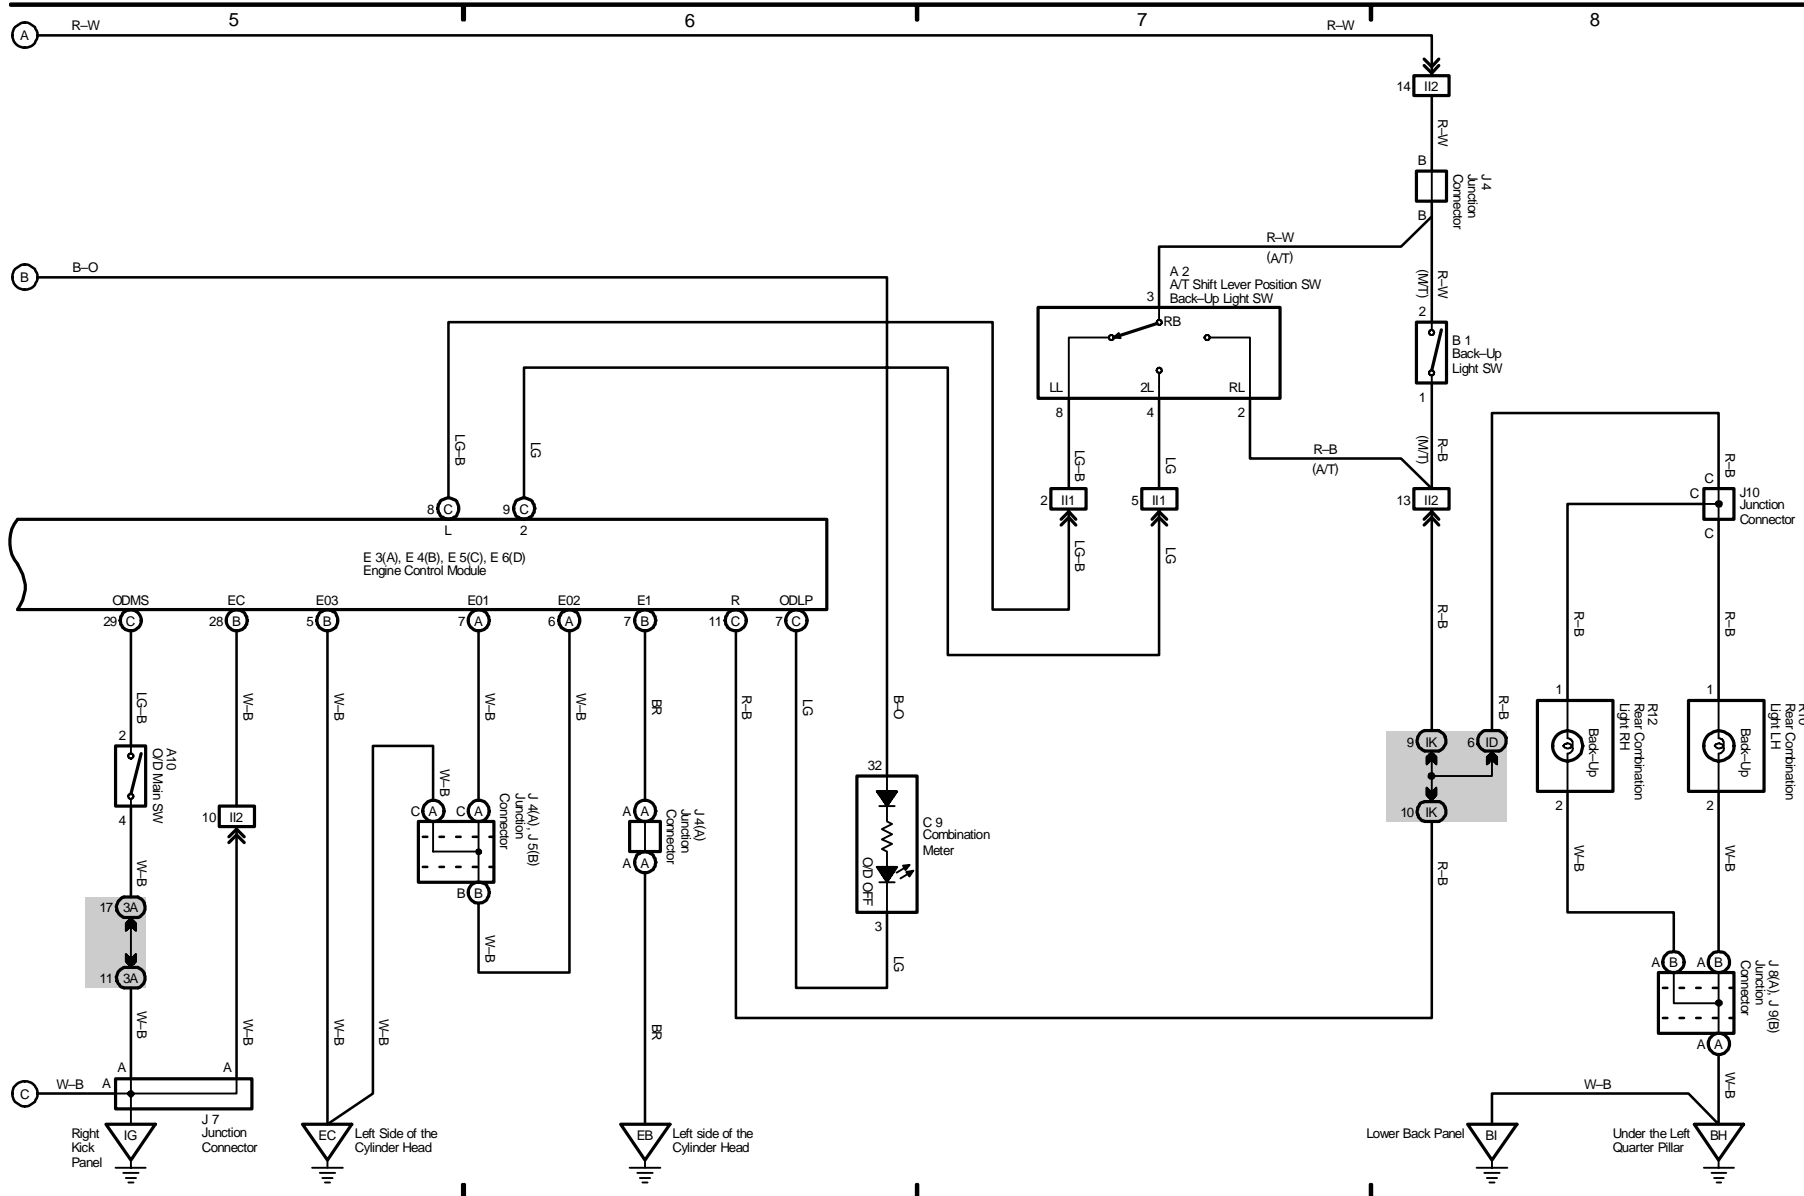 5 6 7 8
A R–W R–W
14 II2
R–W
B
J 4
Junction
Connector
B
R–W
(A/T)
B B–O
A 2
A/T Shift Lever Position SW
Back–Up Light SW
3
RB
R–W
(M/T)
2
B 1
Back–Up
Light SW
1
LL 2L RL
8 4 2
R–B
(A/T)
R–B
(M/T)
LG–B LG
LG–B LG
2 II1 5 II1 13 II2
R–B
C
C
J10
Junction
Connector
C
8 C 9 C
L 2
LG–B LG
E 3(A), E 4(B), E 5(C), E 6(D)
Engine Control Module
ODMS EC E03 E01 E02 E1 R ODLP
29 C 28 B 5 B 7 A 6 A 7 B 11 C 7 C
R–B R–B R–B
LG–B W–B W–B W–B W–B BR R–B LG B–O R–B
2
A10
O/D Main SW
4
10 II2
W–B
C A C A
J 4(A), J 5(B)
Junction
Connector
B B
A A
J 4(A)
Junction
Connector
A A
32
C 9
Combination
Meter
O/D OFF
3
9 IK 6 ID
10 IK
1
Back–Up
R12
Rear Combination
Light RH
2
1
Back–Up
Rear Combination
Light LH
2
W–B R–B W–B W–B
17 3A
11 3A
W–B LG
A B A B
J 8(A), J 9(B)
Junction
Connector
A A
W–B W–B W–B W–B BR
A A
C W–B A
J 7
Junction
Connector
W–B W–B
Right
Kick
Panel
IG
EC
Left Side of the
Cylinder Head
EB
Left side of the
Cylinder Head
Lower Back Panel
BI
Under the Left
Quarter Pillar
BH